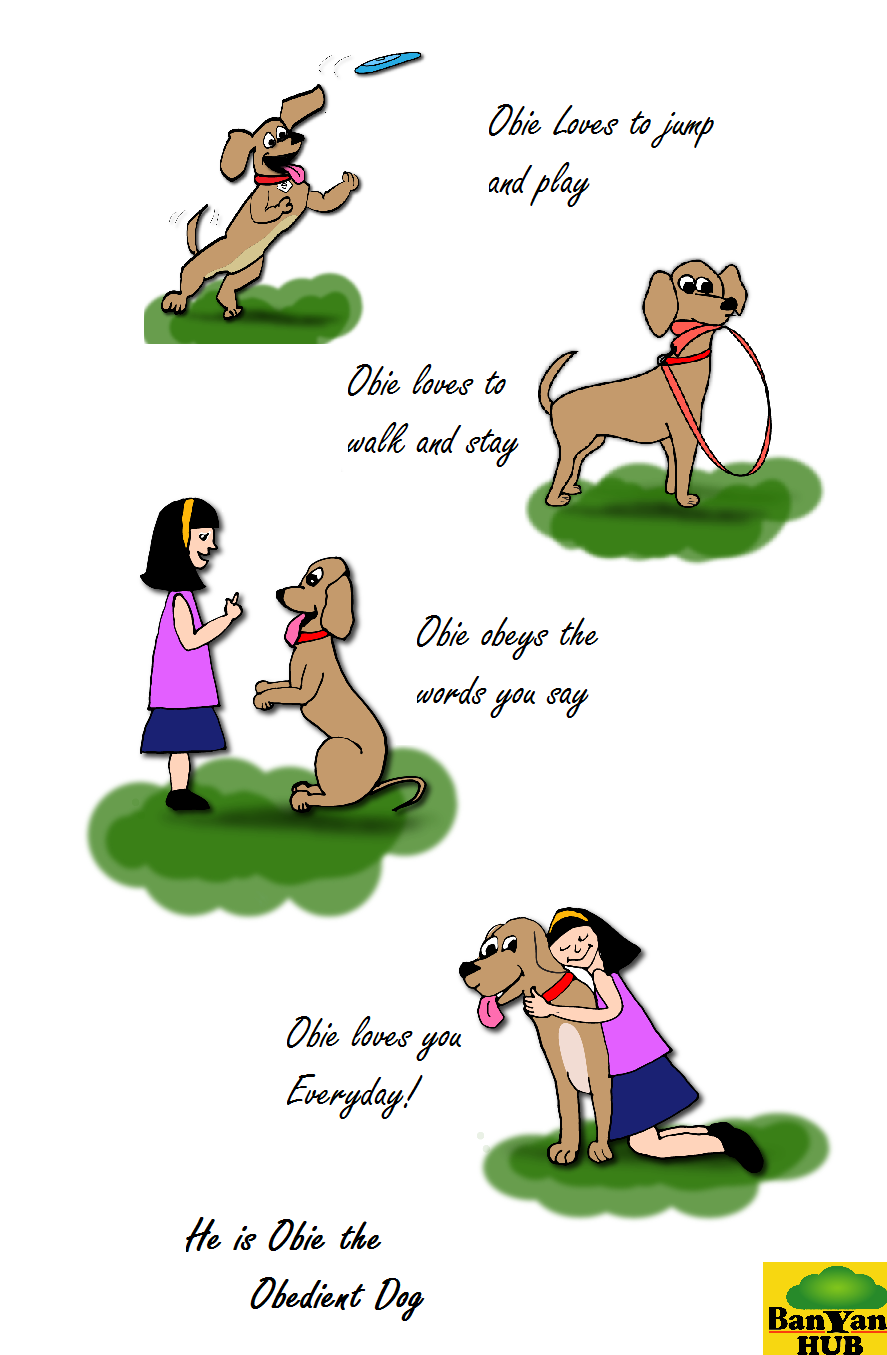 Obie Loves to jump
and play
Obie loves to
walk and stay
Obie obeys the
words you say
Obie loves you
Everyday!
He is Obie the
Obedient Dog
BanYan
HUB